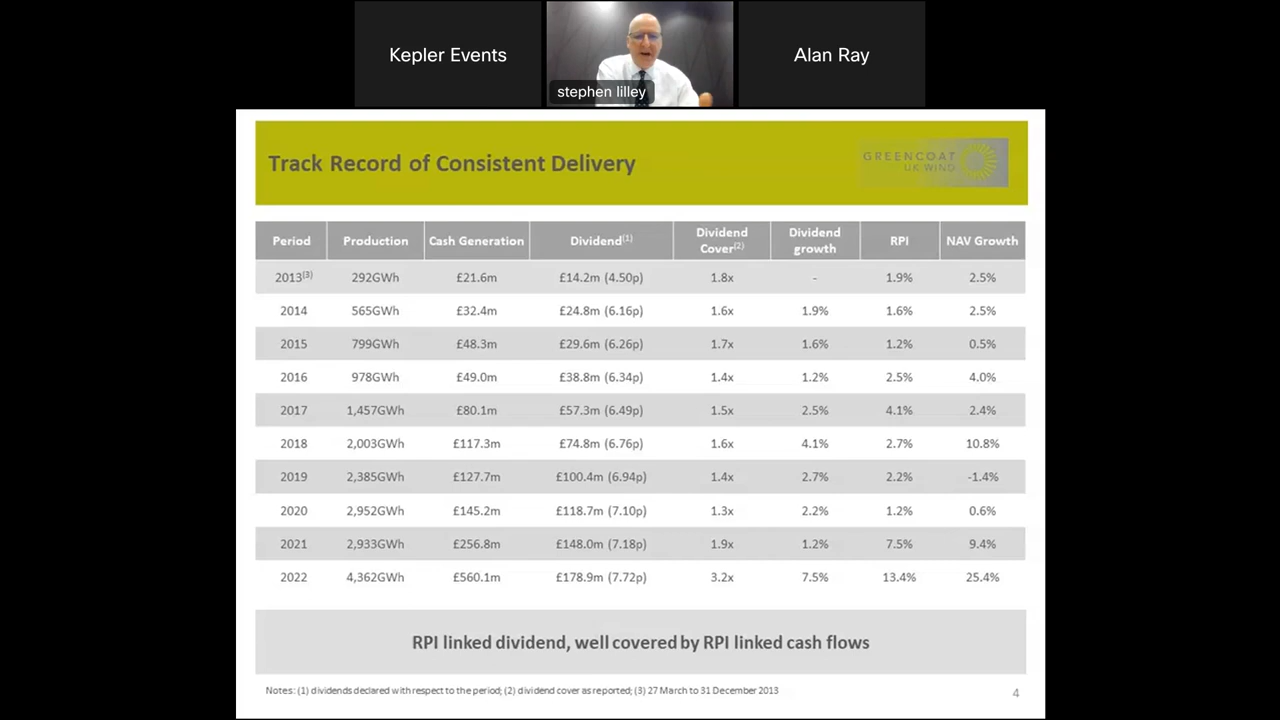 Kepler Events
stephen lilley
Alan Ray
Track Record of Consistent Delivery
GREENCOAT
UK WIND
Period Production Cash Generation Dividend(1) Dividend Cover(2) Dividend growth RPI NAV Growth
2013(3) 292GWh £21.6m £14.2m (4.50p) 1.8x - 1.9% 2.5%
2014 565GWh £32.4m £24.8m (6.16p) 1.6x 1.9% 1.6% 2.5%
2015 799GWh £48.3m £29.6m (6.26p) 1.7x 1.6% 1.2% 0.5%
2016 978GWh £49.0m £38.8m (6.34p) 1.4x 1.2% 2.5% 4.0%
2017 1,457GWh £80.1m £57.3m (6.49p) 1.5x 2.5% 4.1% 2.4%
2018 2,003GWh £117.3m £74.8m (6.76p) 1.6x 4.1% 2.7% 10.8%
2019 2,385GWh £127.7m £100.4m (6.94p) 1.4x 2.7% 2.2% -1.4%
2020 2,952GWh £145.2m £118.7m (7.10p) 1.3x 2.2% 1.2% 0.6%
2021 2,933GWh £256.8m £148.0m (7.18p) 1.9x 1.2% 7.5% 9.4%
2022 4,362GWh £560.1m £178.9m (7.72p) 3.2x 7.5% 13.4% 25.4%
RPI linked dividend, well covered by RPI linked cash flows
Notes: (1) dividends declared with respect to the period; (2) dividend cover as reported; (3) 27 March to 31 December 2013
4